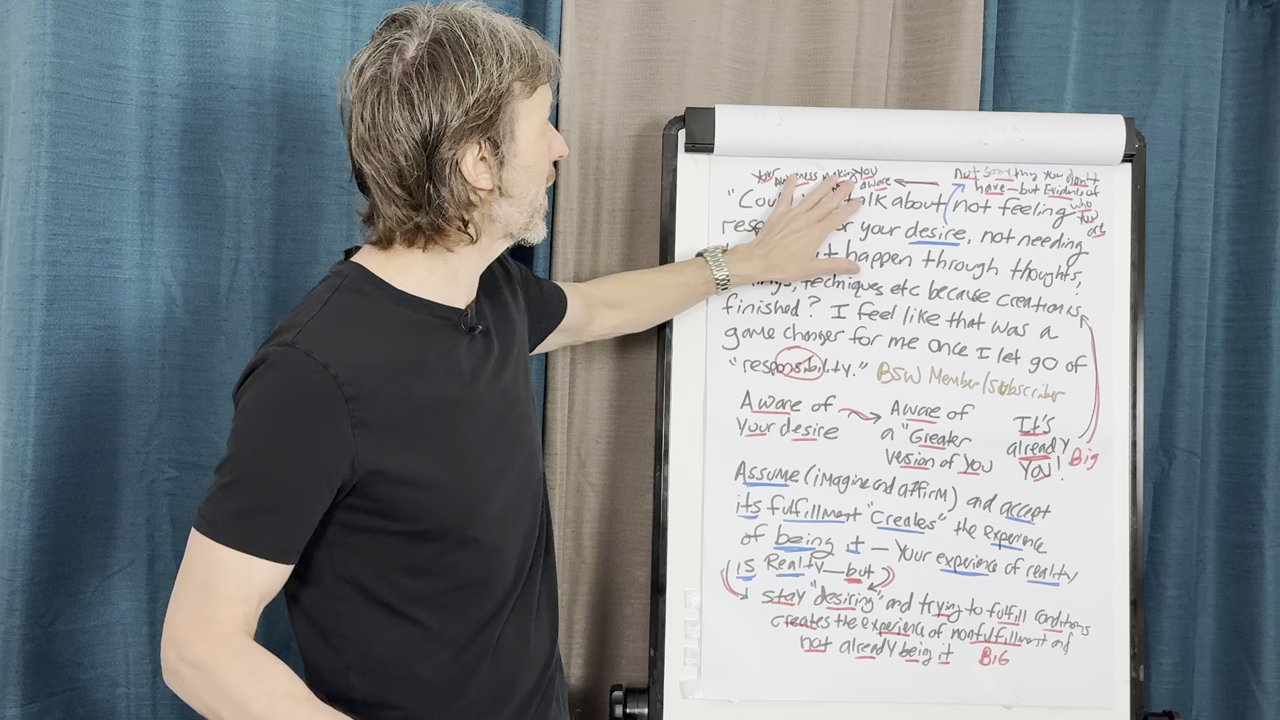 Your Awareness making you aware
Not something you don't
have – but Evidence of
who
you
are
"Could talk about not feeling
your desire, not needing
happen through thoughts,
techniques etc because creation is
finished? I feel like that was a
game changer for me once I let go of
"responsibility." BSW Member/Subscriber
Aware of
your desire
Aware of
a "Greater
version of you
It's
already
You!
Big
Assume (imagine and affirm) and accept
its fulfillment "creates" the experience
of being it – Your experience of reality
is Reality – but
stay "desiring" and trying to fulfill conditions
creates the experience of nonfulfillment and
not already being it BIG